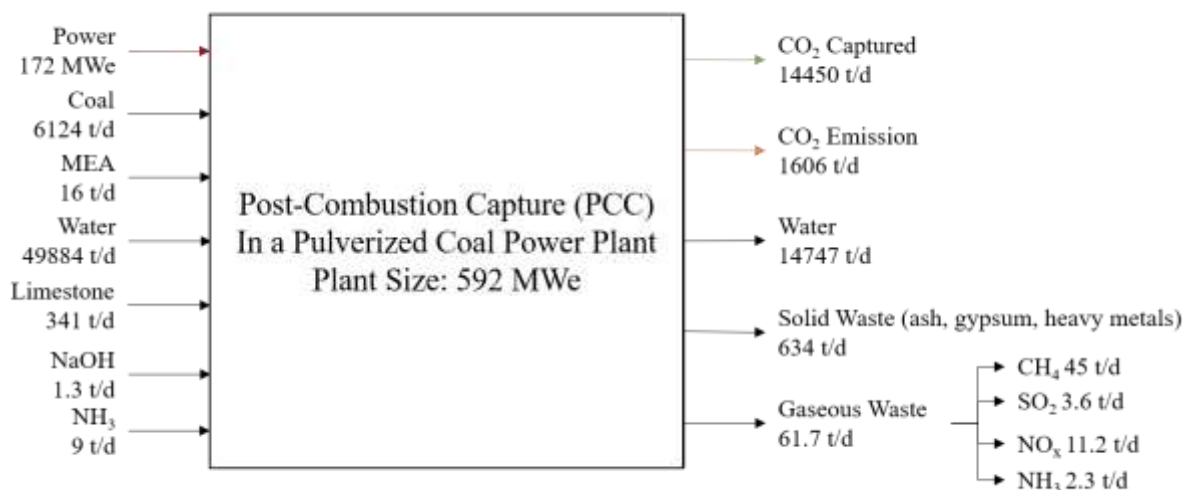 Power
172 MWe
Coal
6124 t/d
MEA
16 t/d
Water
49884 t/d
Limestone
341 t/d
NaOH
1.3 t/d
NH₃
9 t/d
Post-Combustion Capture (PCC)
In a Pulverized Coal Power Plant
Plant Size: 592 MWe
CO₂ Captured
14450 t/d
CO₂ Emission
1606 t/d
Water
14747 t/d
Solid Waste (ash, gypsum, heavy metals)
634 t/d
Gaseous Waste
61.7 t/d
CH₄ 45 t/d
SO₂ 3.6 t/d
NOₓ 11.2 t/d
NH₃ 2.3 t/d